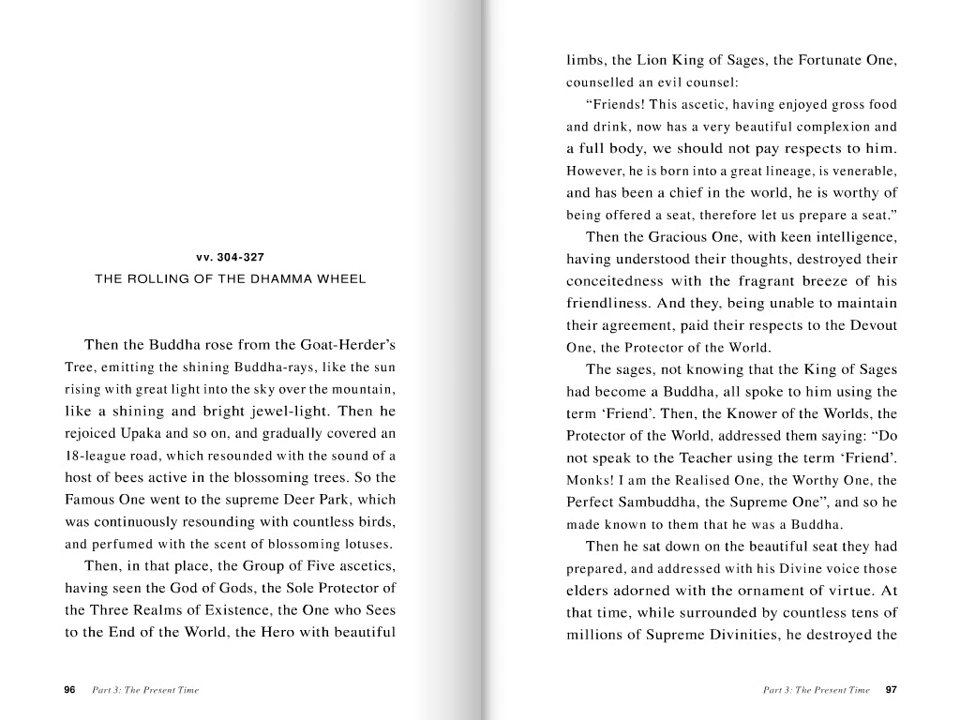 vv. 304-327
THE ROLLING OF THE DHAMMA WHEEL
Then the Buddha rose from the Goat-Herder’s
Tree, emitting the shining Buddha-rays, like the sun
rising with great light into the sky over the mountain,
like a shining and bright jewel-light. Then he
rejoiced Upaka and so on, and gradually covered an
18-league road, which resounded with the sound of a
host of bees active in the blossoming trees. So the
Famous One went to the supreme Deer Park, which
was continuously resounding with countless birds,
and perfumed with the scent of blossoming lotuses.
Then, in that place, the Group of Five ascetics,
having seen the God of Gods, the Sole Protector of
the Three Realms of Existence, the One who Sees
to the End of the World, the Hero with beautiful
96 Part 3: The Present Time
limbs, the Lion King of Sages, the Fortunate One,
counselled an evil counsel:
“Friends! This ascetic, having enjoyed gross food
and drink, now has a very beautiful complexion and
a full body, we should not pay respects to him.
However, he is born into a great lineage, is venerable,
and has been a chief in the world, he is worthy of
being offered a seat, therefore let us prepare a seat.”
Then the Gracious One, with keen intelligence,
having understood their thoughts, destroyed their
conceitedness with the fragrant breeze of his
friendliness. And they, being unable to maintain
their agreement, paid their respects to the Devout
One, the Protector of the World.
The sages, not knowing that the King of Sages
had become a Buddha, all spoke to him using the
term ‘Friend’. Then, the Knower of the Worlds, the
Protector of the World, addressed them saying: “Do
not speak to the Teacher using the term ‘Friend’.
Monks! I am the Realised One, the Worthy One, the
Perfect Sambuddha, the Supreme One”, and so he
made known to them that he was a Buddha.
Then he sat down on the beautiful seat they had
prepared, and addressed with his Divine voice those
elders adorned with the ornament of virtue. At
that time, while surrounded by countless tens of
millions of Supreme Divinities, he destroyed the
Part 3: The Present Time 97